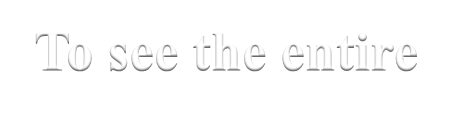 To see the entire